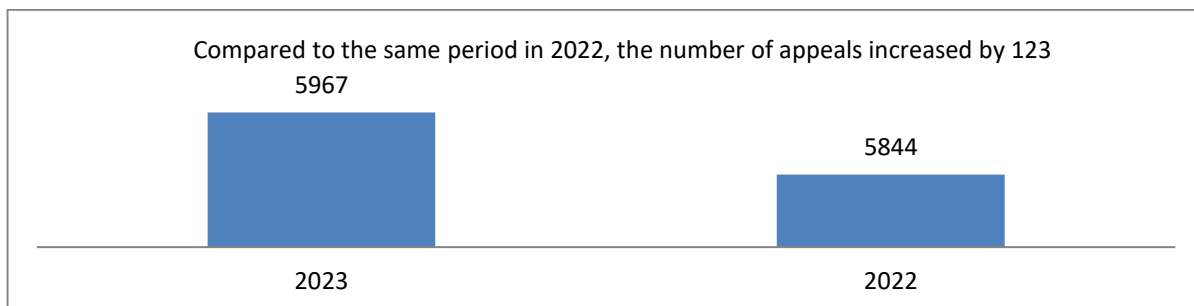 Compared to the same period in 2022, the number of appeals increased by 123
5967
5844
2023
2022